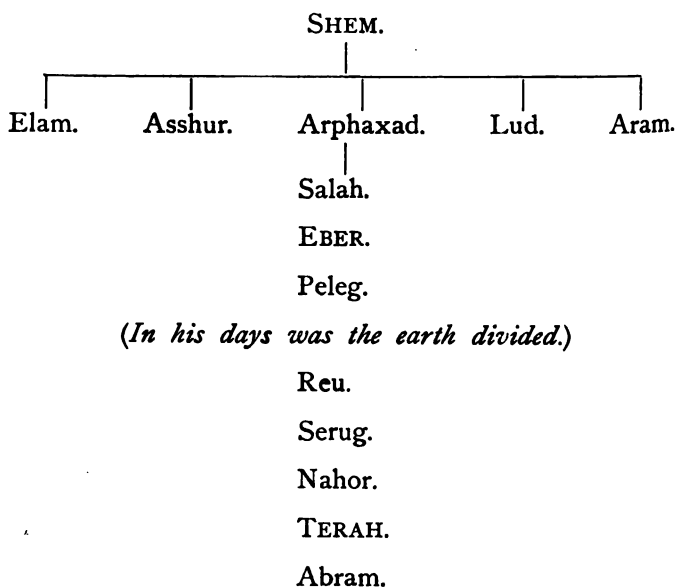 SHEM.
Elam. Asshur. Arphaxad. Lud. Aram.
Salah.
EBER.
Peleg.
(In his days was the earth divided.)
Reu.
Serug.
Nahor.
TERAH.
Abram.